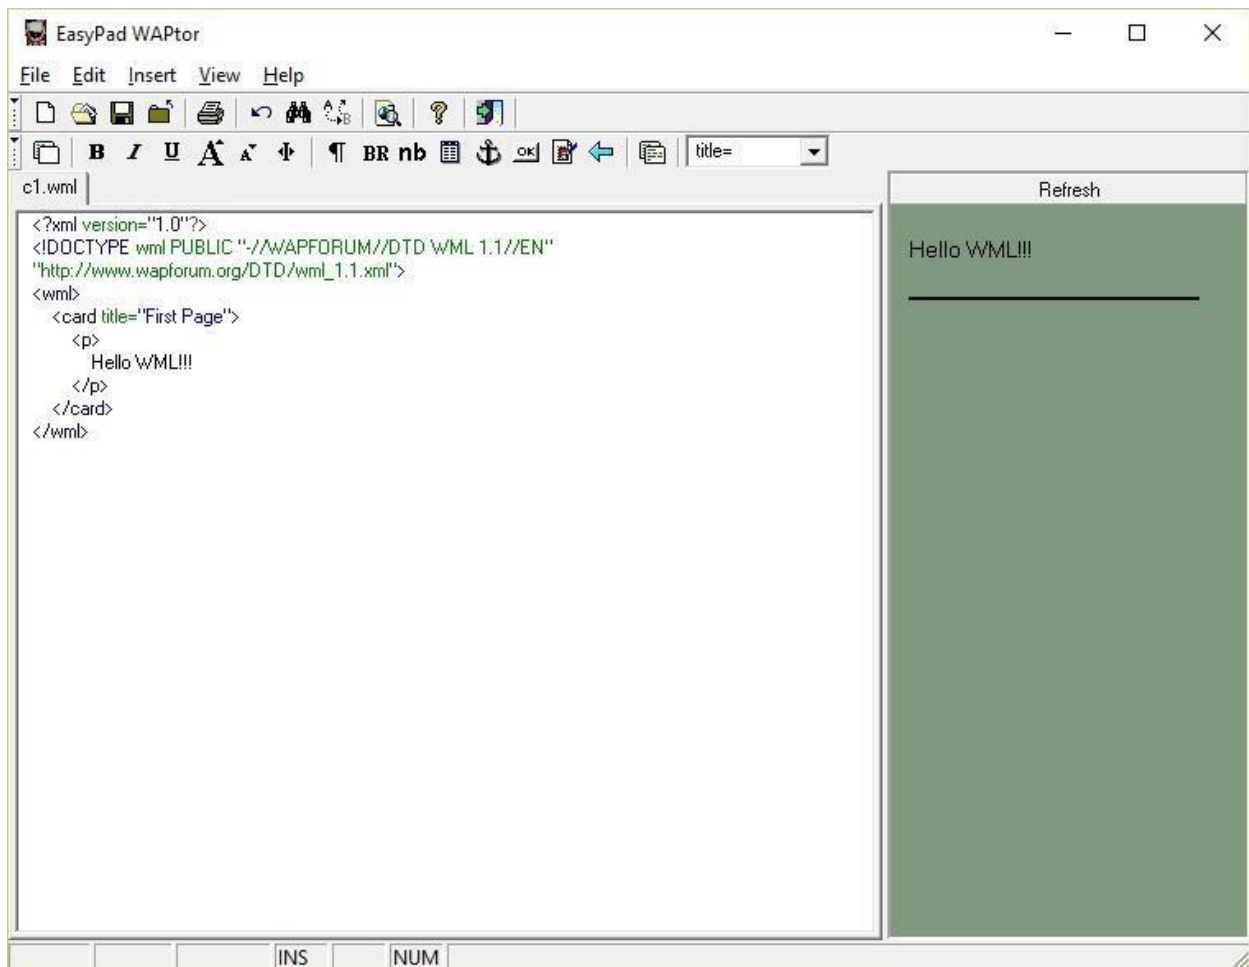 EasyPad WAPtor
File Edit Insert View Help
B I U A A ¶ BR nb OK title=
c1.wml
Refresh
<?xml version="1.0"?>
<!DOCTYPE wml PUBLIC "-//WAPFORUM//DTD WML 1.1//EN"
"http://www.wapforum.org/DTD/wml_1.1.xml">
<wml>
<card title="First Page">
<p>
Hello WML!!!
</p>
</card>
</wml>
Hello WML!!!
INS NUM